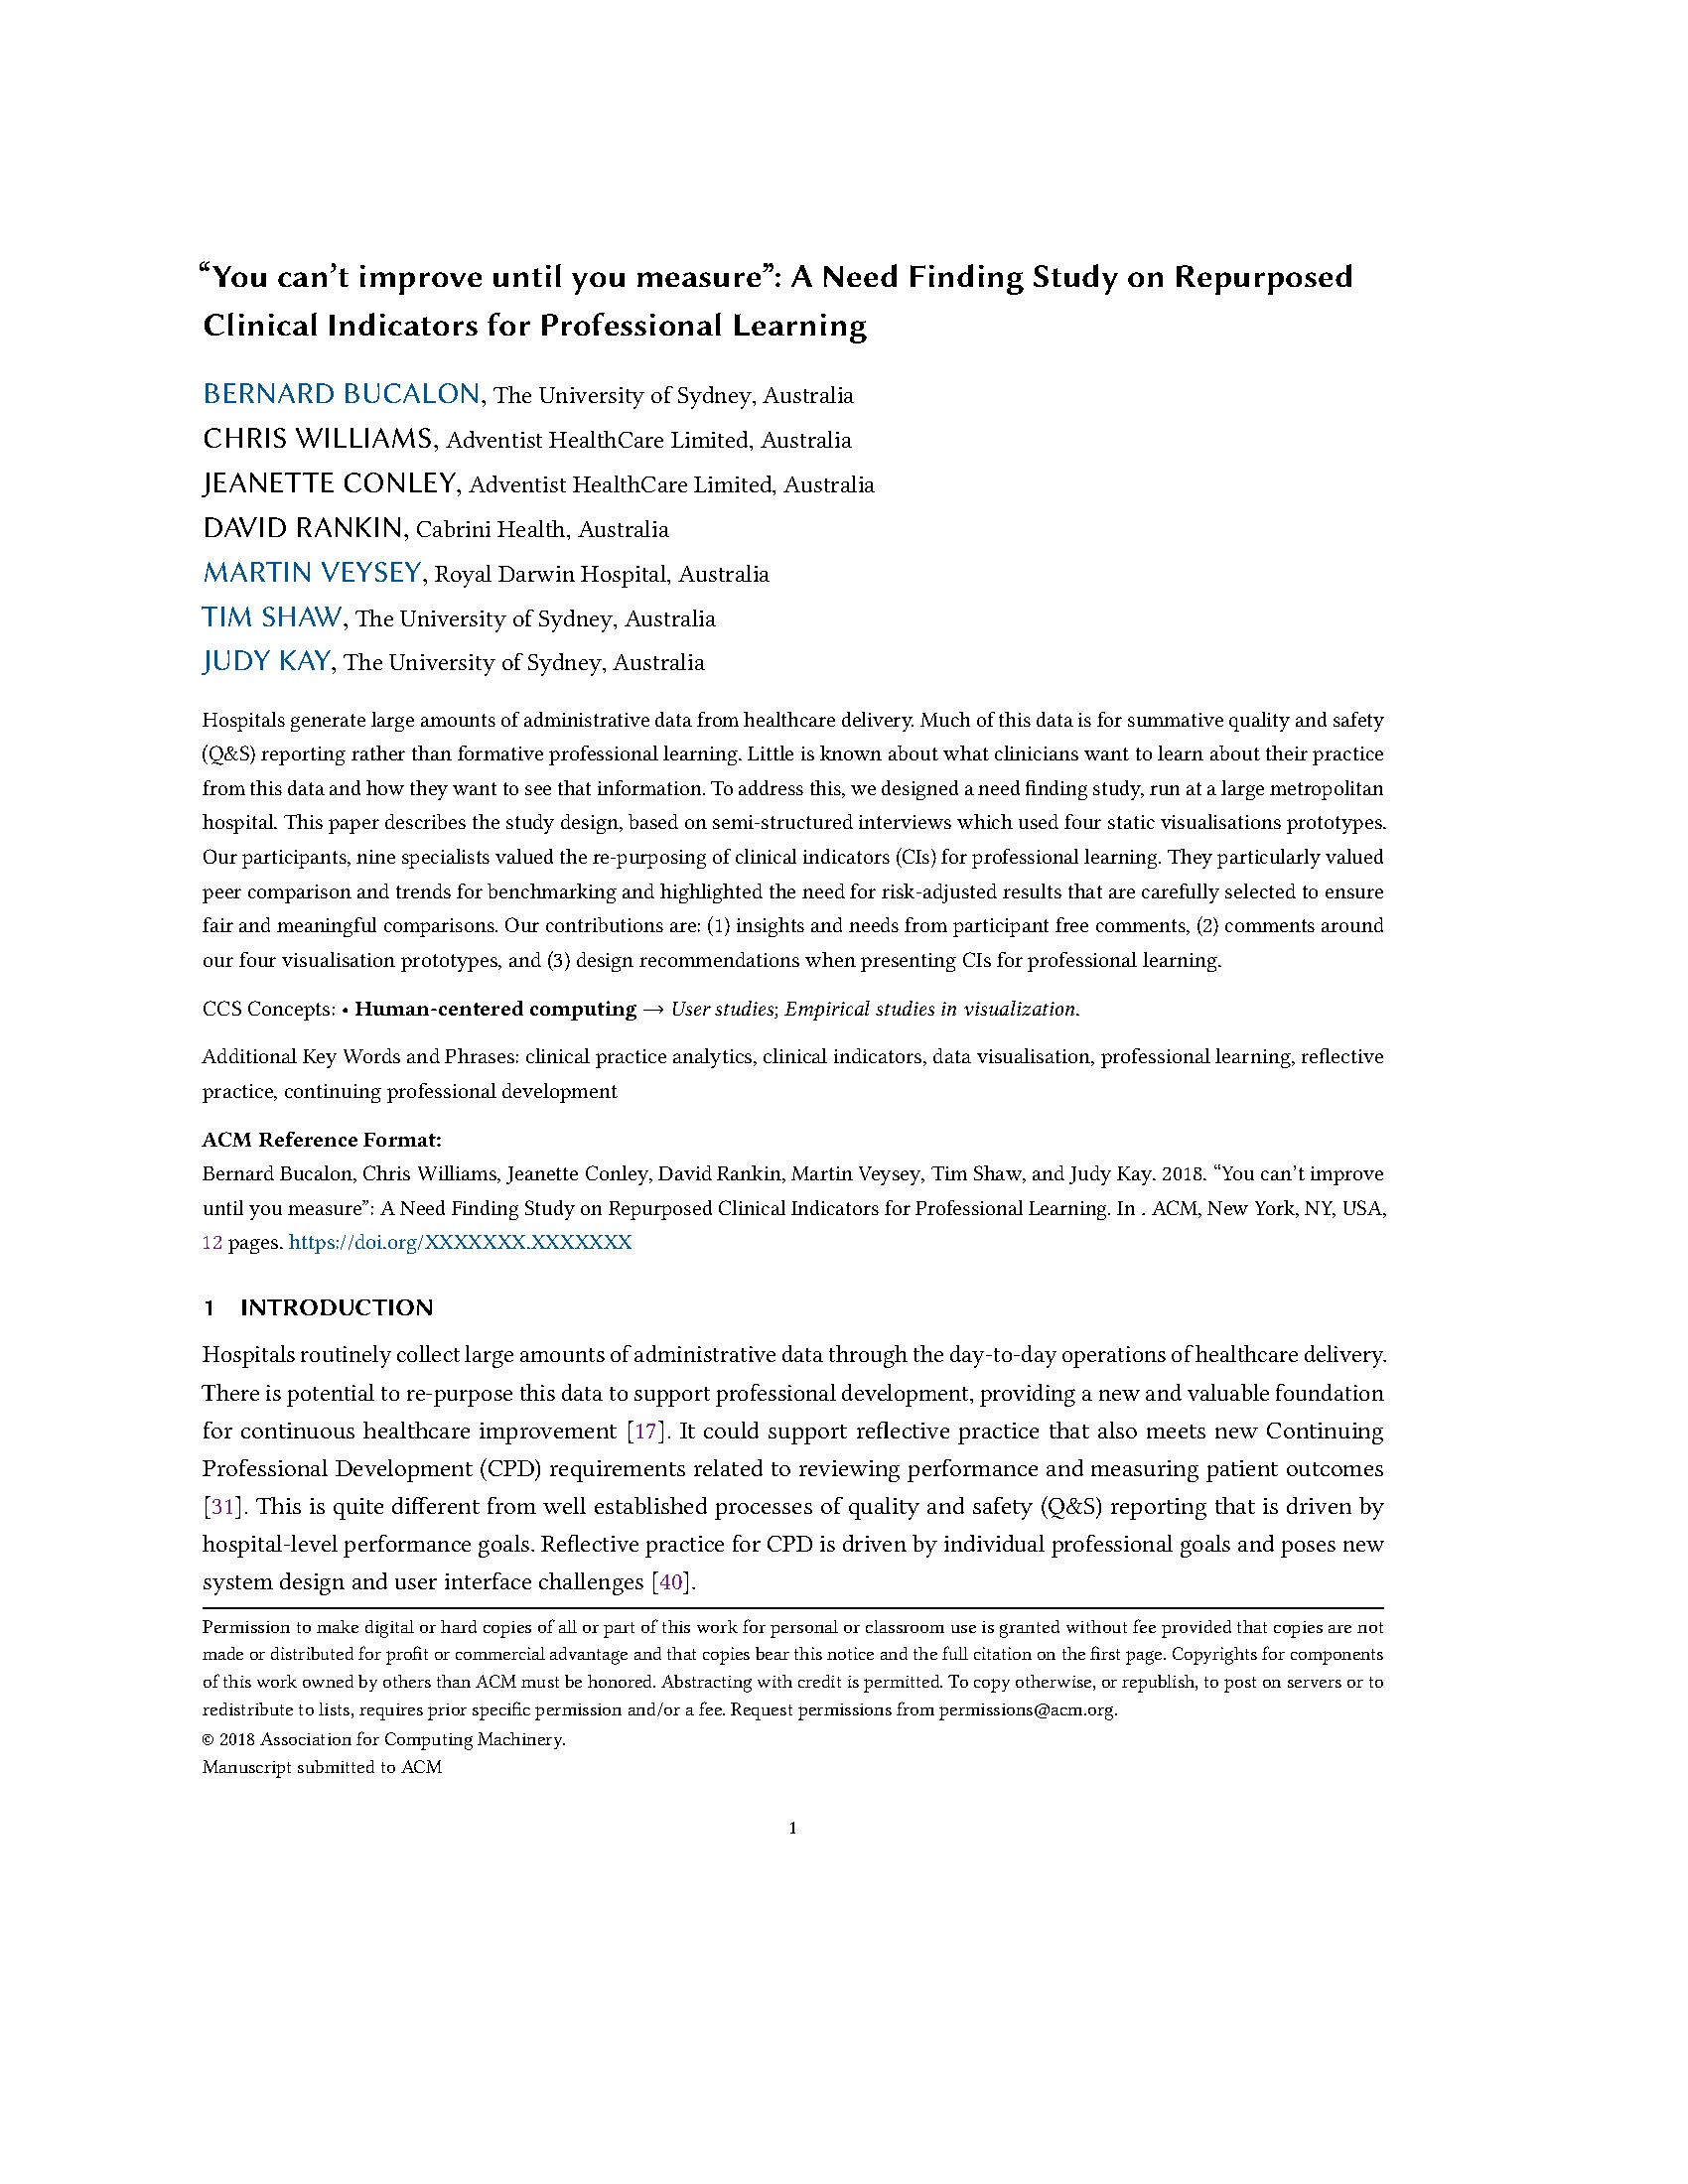 “You can’t improve until you measure”: A Need Finding Study on Repurposed
Clinical Indicators for Professional Learning
BERNARD BUCALON, The University of Sydney, Australia
CHRIS WILLIAMS, Adventist HealthCare Limited, Australia
JEANETTE CONLEY, Adventist HealthCare Limited, Australia
DAVID RANKIN, Cabrini Health, Australia
MARTIN VEYSEY, Royal Darwin Hospital, Australia
TIM SHAW, The University of Sydney, Australia
JUDY KAY, The University of Sydney, Australia
Hospitals generate large amounts of administrative data from healthcare delivery. Much of this data is for summative quality and safety
(Q&S) reporting rather than formative professional learning. Little is known about what clinicians want to learn about their practice
from this data and how they want to see that information. To address this, we designed a need finding study, run at a large metropolitan
hospital. This paper describes the study design, based on semi-structured interviews which used four static visualisations prototypes.
Our participants, nine specialists valued the re-purposing of clinical indicators (CIs) for professional learning. They particularly valued
peer comparison and trends for benchmarking and highlighted the need for risk-adjusted results that are carefully selected to ensure
fair and meaningful comparisons. Our contributions are: (1) insights and needs from participant free comments, (2) comments around
our four visualisation prototypes, and (3) design recommendations when presenting CIs for professional learning.
CCS Concepts: • Human-centered computing → User studies; Empirical studies in visualization.
Additional Key Words and Phrases: clinical practice analytics, clinical indicators, data visualisation, professional learning, reflective
practice, continuing professional development
ACM Reference Format:
Bernard Bucalon, Chris Williams, Jeanette Conley, David Rankin, Martin Veysey, Tim Shaw, and Judy Kay. 2018. “You can’t improve
until you measure”: A Need Finding Study on Repurposed Clinical Indicators for Professional Learning. In . ACM, New York, NY, USA,
12 pages. https://doi.org/XXXXXXX.XXXXXXX
1 INTRODUCTION
Hospitals routinely collect large amounts of administrative data through the day-to-day operations of healthcare delivery.
There is potential to re-purpose this data to support professional development, providing a new and valuable foundation
for continuous healthcare improvement [17]. It could support reflective practice that also meets new Continuing
Professional Development (CPD) requirements related to reviewing performance and measuring patient outcomes
[31]. This is quite different from well established processes of quality and safety (Q&S) reporting that is driven by
hospital-level performance goals. Reflective practice for CPD is driven by individual professional goals and poses new
system design and user interface challenges [40].
Permission to make digital or hard copies of all or part of this work for personal or classroom use is granted without fee provided that copies are not
made or distributed for profit or commercial advantage and that copies bear this notice and the full citation on the first page. Copyrights for components
of this work owned by others than ACM must be honored. Abstracting with credit is permitted. To copy otherwise, or republish, to post on servers or to
redistribute to lists, requires prior specific permission and/or a fee. Request permissions from permissions@acm.org.
© 2018 Association for Computing Machinery.
Manuscript submitted to ACM
1